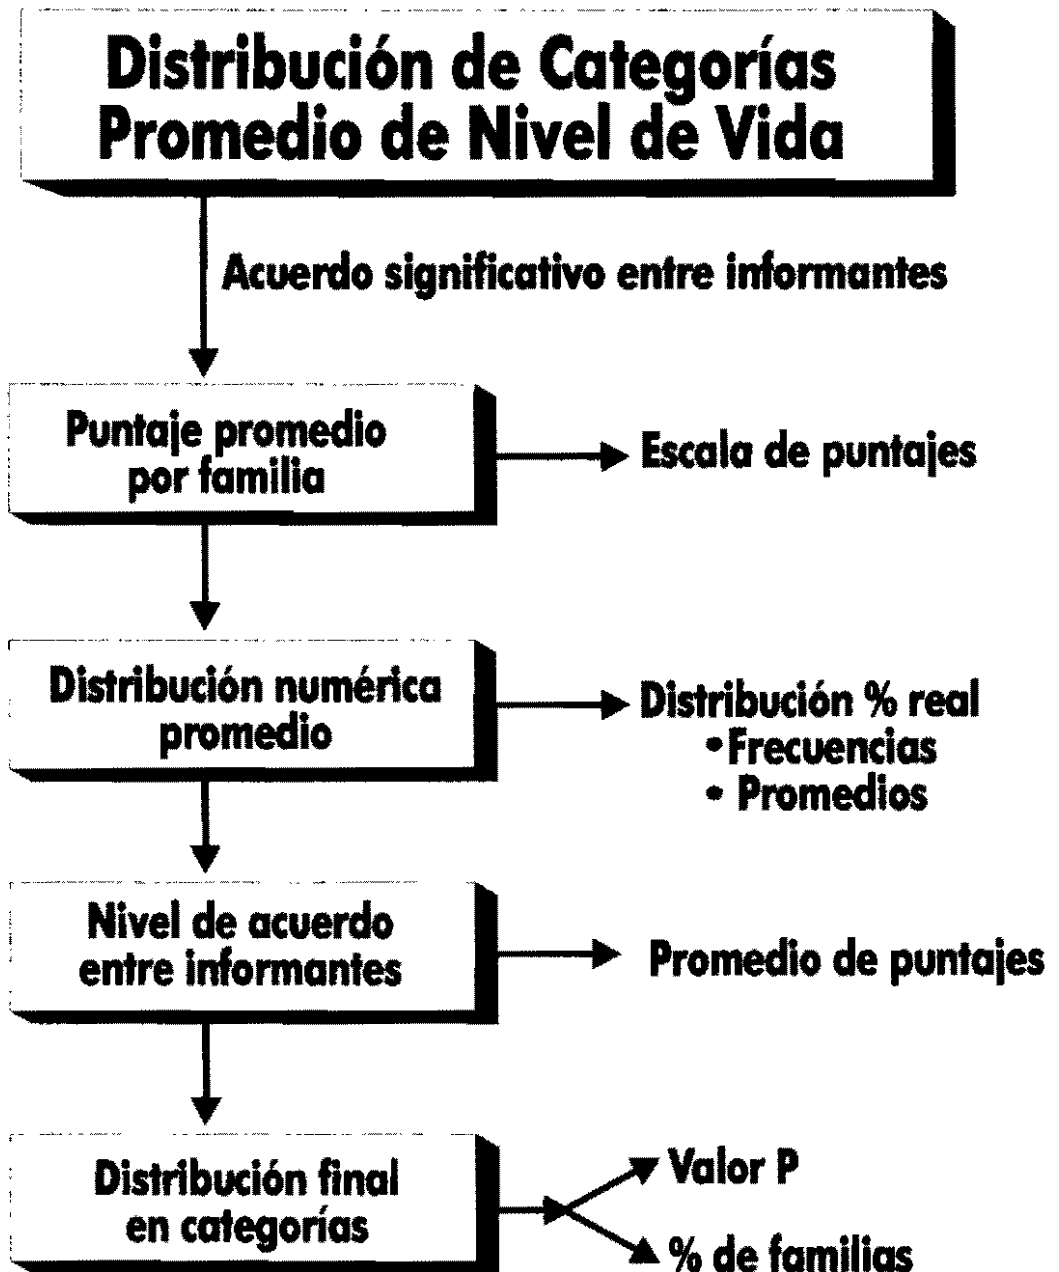 Distribución de Categorías
Promedio de Nivel de Vida
Acuerdo significativo entre informantes
Puntaje promedio
por familia
Escala de puntajes
Distribución numérica
promedio
Distribución % real
•Frecuencias
• Promedios
Nivel de acuerdo
entre informantes
Promedio de puntajes
Distribución final
en categorías
Valor P
% de familias